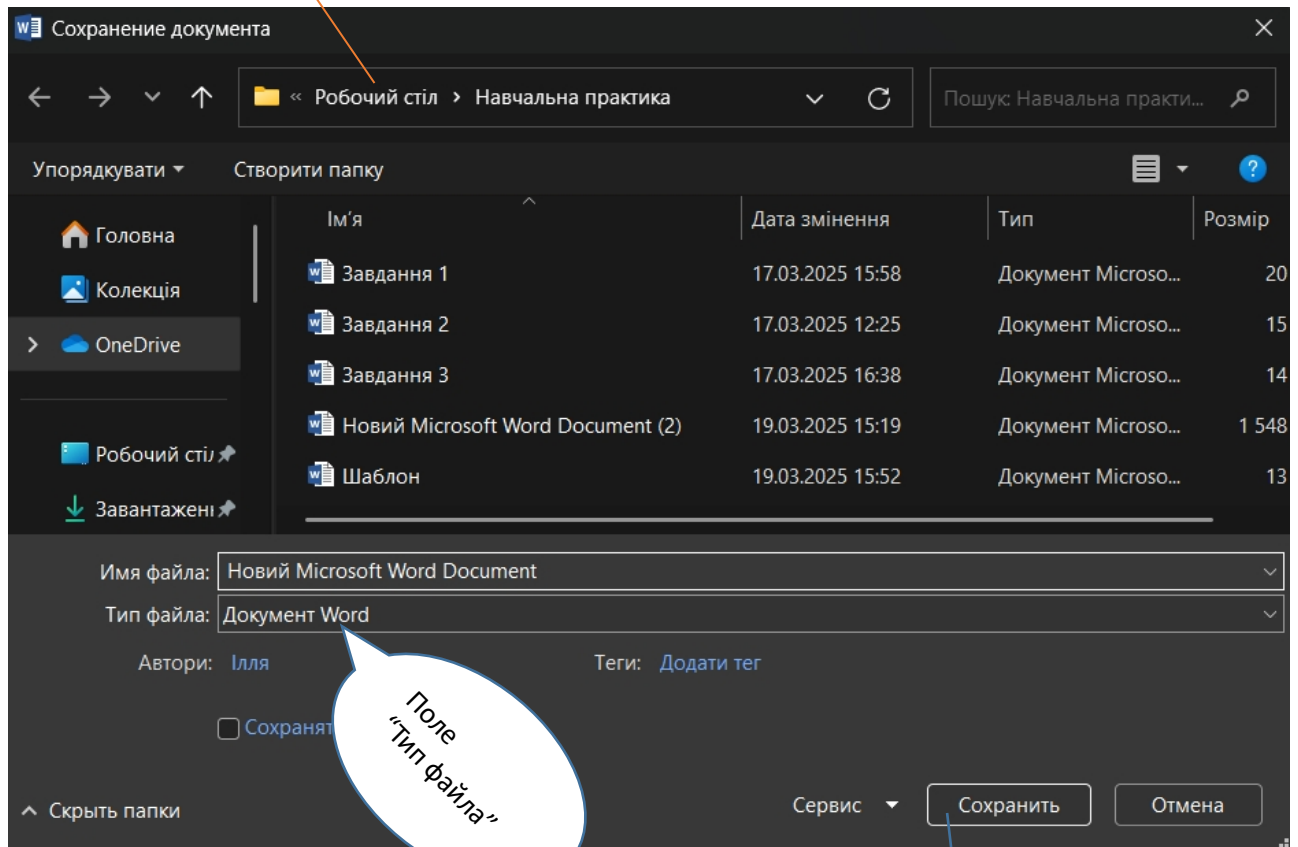 Сохранение документа
« Робочий стіл › Навчальна практика
Пошук: Навчальна практи...
Упорядкувати
Створити папку
Ім'я Дата змінення Тип Розмір
Головна
Колекція
OneDrive
Робочий стіл
Завантажені
Завдання 1 17.03.2025 15:58 Документ Microso... 20
Завдання 2 17.03.2025 12:25 Документ Microso... 15
Завдання 3 17.03.2025 16:38 Документ Microso... 14
Новий Microsoft Word Document (2) 19.03.2025 15:19 Документ Microso... 1 548
Шаблон 19.03.2025 15:52 Документ Microso... 13
Имя файла: Новий Microsoft Word Document
Тип файла: Документ Word
Автори: Ілля Теги: Додати тег
Сохранят
Поле
“Тип файла”
Скрыть папки
Сервис Сохранить Отмена